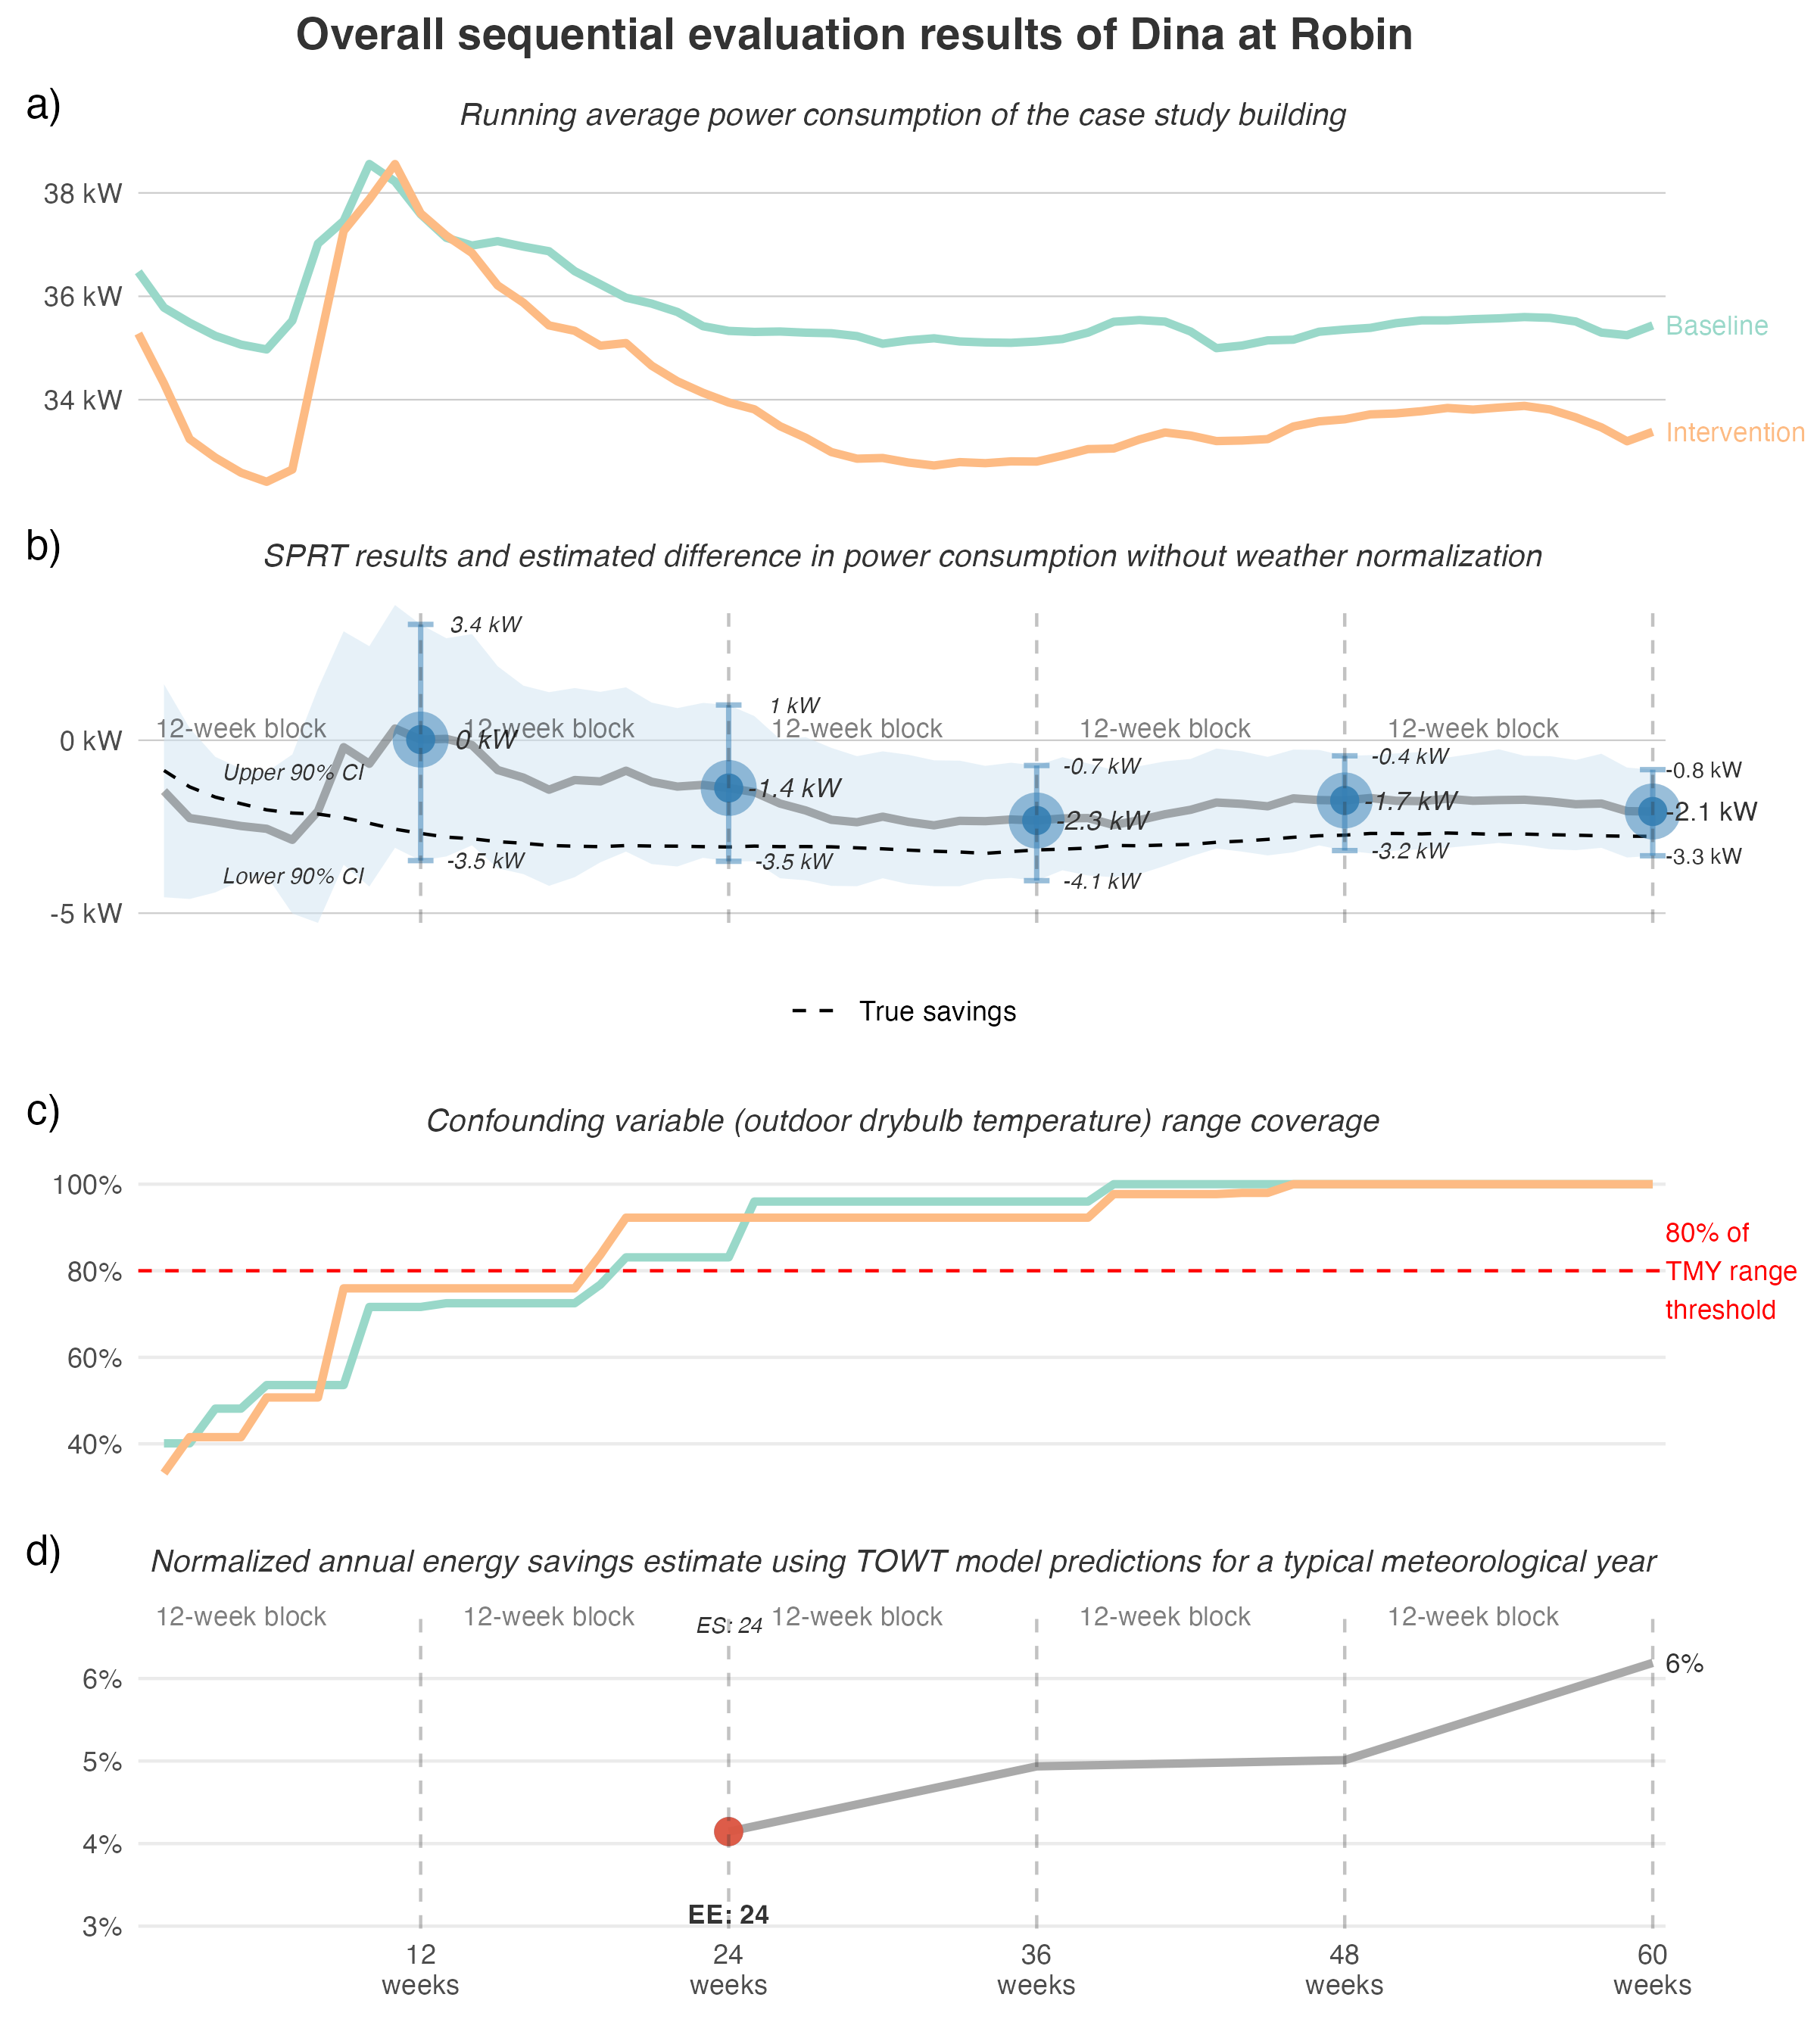 Overall sequential evaluation results of Dina at Robin
a)
Running average power consumption of the case study building
38 kW
36 kW
34 kW
Baseline
Intervention
b)
SPRT results and estimated difference in power consumption without weather normalization
3.4 kW
1 kW
12-week block
12-week block
12-week block
12-week block
12-week block
0 kW
0 kW
Upper 90% CI
-0.7 kW
-0.4 kW
-0.8 kW
-1.4 kW
-2.3 kW
-1.7 kW
-2.1 kW
-3.5 kW
-3.5 kW
-3.2 kW
-3.3 kW
Lower 90% CI
-4.1 kW
-5 kW
True savings
c)
Confounding variable (outdoor drybulb temperature) range coverage
100%
80%
60%
40%
80% of
TMY range
threshold
d)
Normalized annual energy savings estimate using TOWT model predictions for a typical meteorological year
12-week block
12-week block
ES: 24
12-week block
12-week block
12-week block
6%
5%
4%
3%
6%
EE: 24
12
weeks
24
weeks
36
weeks
48
weeks
60
weeks